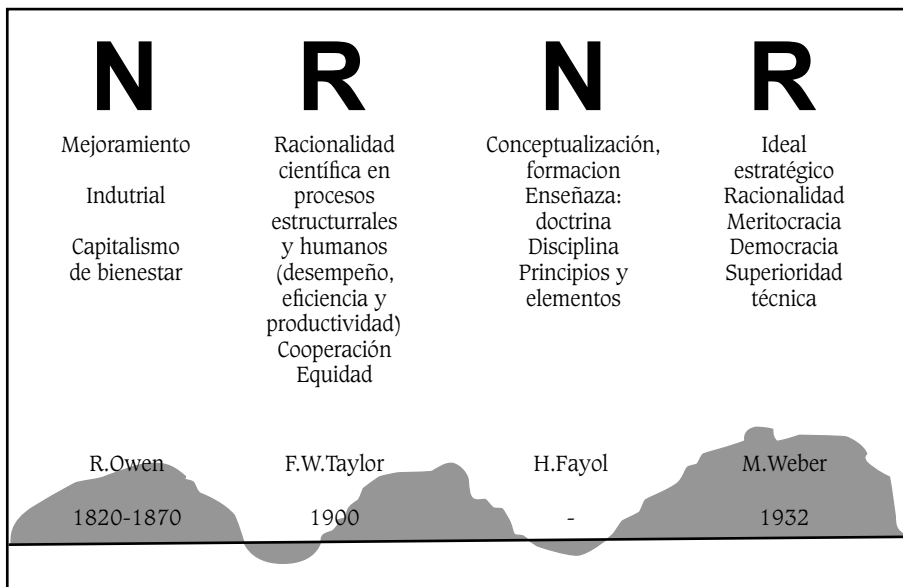 N
Mejoramiento
Indutrial
Capitalismo
de bienestar
R.Owen
1820-1870
R
Racionalidad
científica en
procesos
estructurrales
y humanos
(desempeño,
eficiencia y
productividad)
Cooperación
Equidad
F.W.Taylor
1900
N
Conceptualización,
formacion
Enseñaza:
doctrina
Disciplina
Principios y
elementos
H.Fayol
-
R
Ideal
estratégico
Racionalidad
Meritocracia
Democracia
Superioridad
técnica
M.Weber
1932